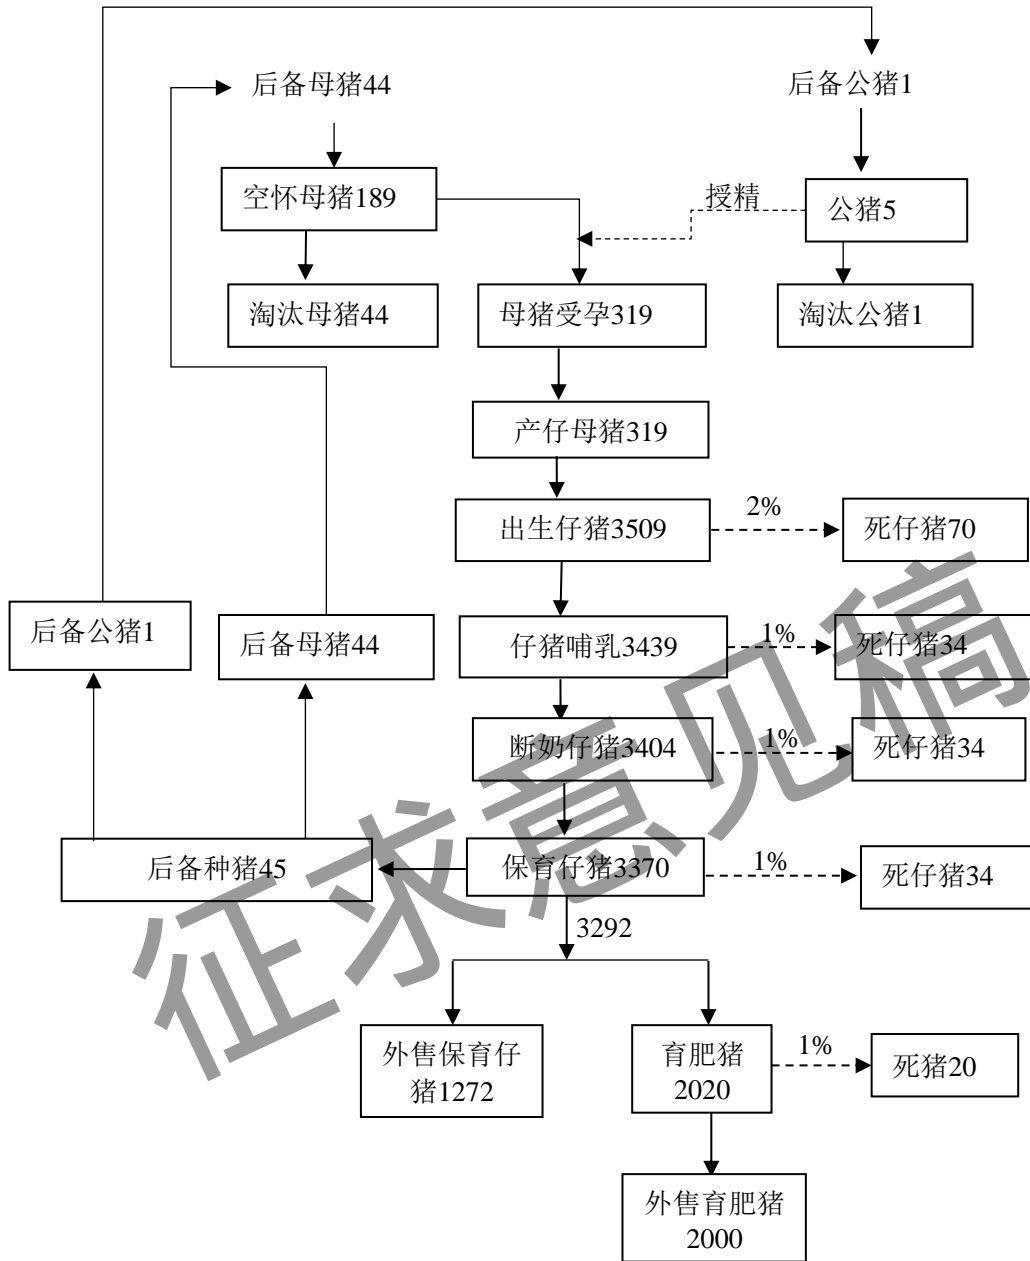 后备母猪44
后备公猪1
空怀母猪189
授精
公猪5
淘汰母猪44
母猪受孕319
淘汰公猪1
产仔母猪319
出生仔猪3509
2%
死仔猪70
后备公猪1
后备母猪44
仔猪哺乳3439
1%
死仔猪34
断奶仔猪3404
1%
死仔猪34
后备种猪45
保育仔猪3370
1%
死仔猪34
3292
外售保育仔
猪1272
育肥猪
2020
1%
死猪20
外售育肥猪
2000
征求意见稿